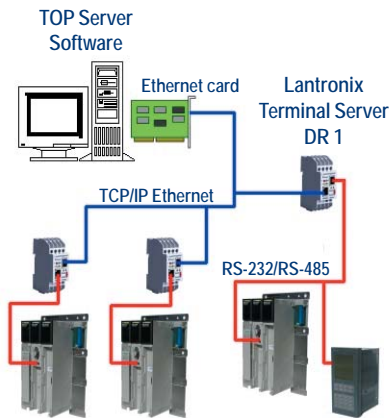 TOP Server
Software
Ethernet card
Lantronix
Terminal Server
DR 1
TCP/IP Ethernet
RS-232/RS-485